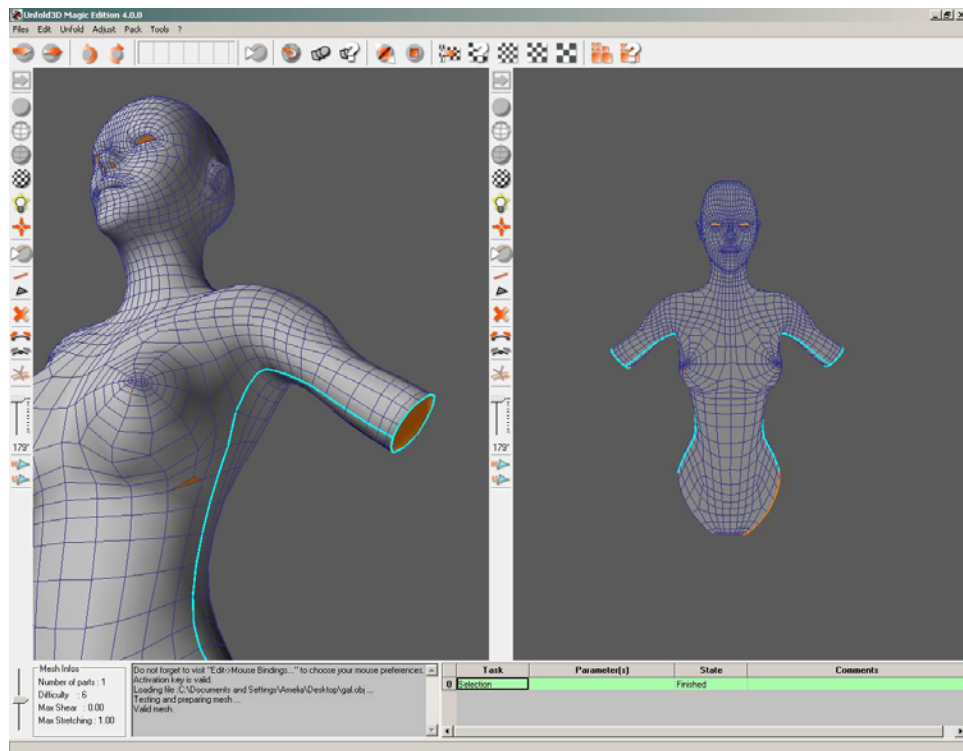 Unfold3D Magic Edition 4.0.0
Files Edit Unfold Adjust Pack Tools ?
179°
179°
Mesh Infos
Number of parts : 1
Difficulty : 6
Max Shear : 0.00
Max Stretching : 1.00
Do not forget to visit "Edit->Mouse Bindings..." to choose your mouse preferences.
Activation key is valid.
Loading file :C:\Documents and Settings\Amelia\Desktop\gal.obj ...
Testing and preparing mesh ...
Valid mesh.
Task Parameter(s) State Comments
0 Selection Finished